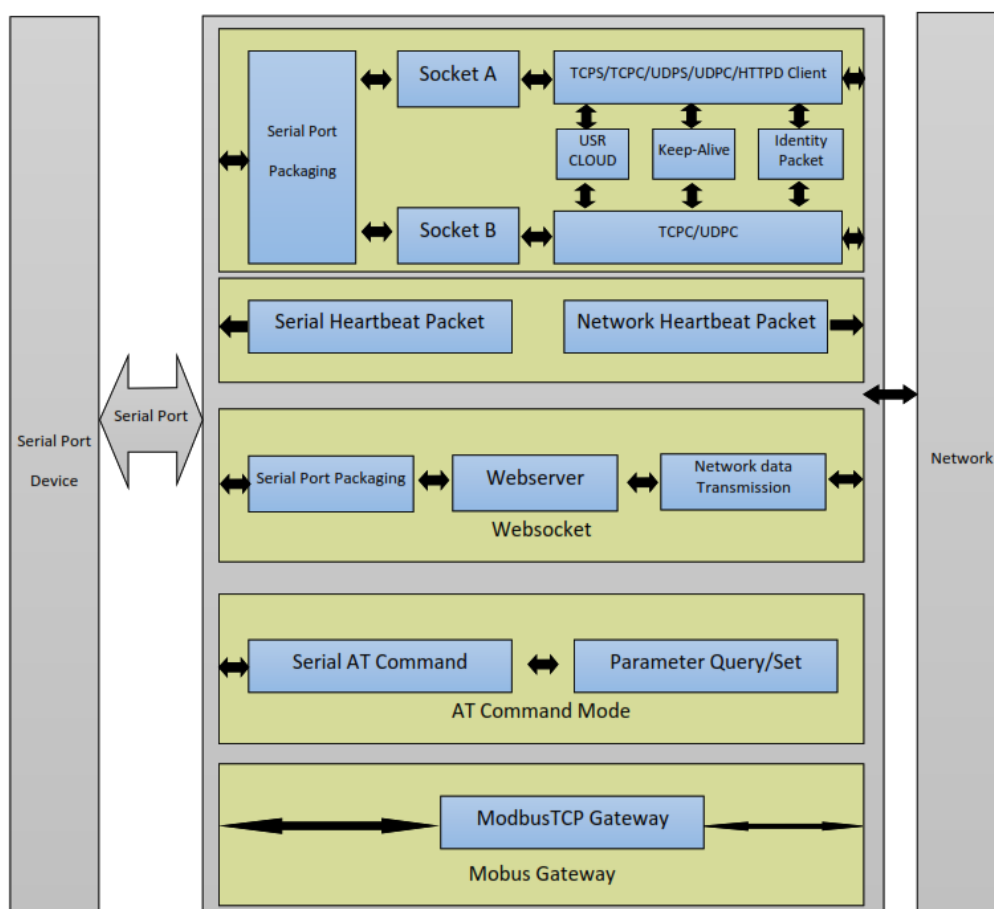 Serial Port
Device
Serial Port
Network
Serial Port
Packaging
Socket A
TCPS/TCPC/UDPS/UDPC/HTTPD Client
USR
CLOUD
Keep-Alive
Identity
Packet
Socket B
TCPC/UDPC
Serial Heartbeat Packet
Network Heartbeat Packet
Serial Port Packaging
Webserver
Network data
Transmission
Websocket
Serial AT Command
Parameter Query/Set
AT Command Mode
ModbusTCP Gateway
Mobus Gateway